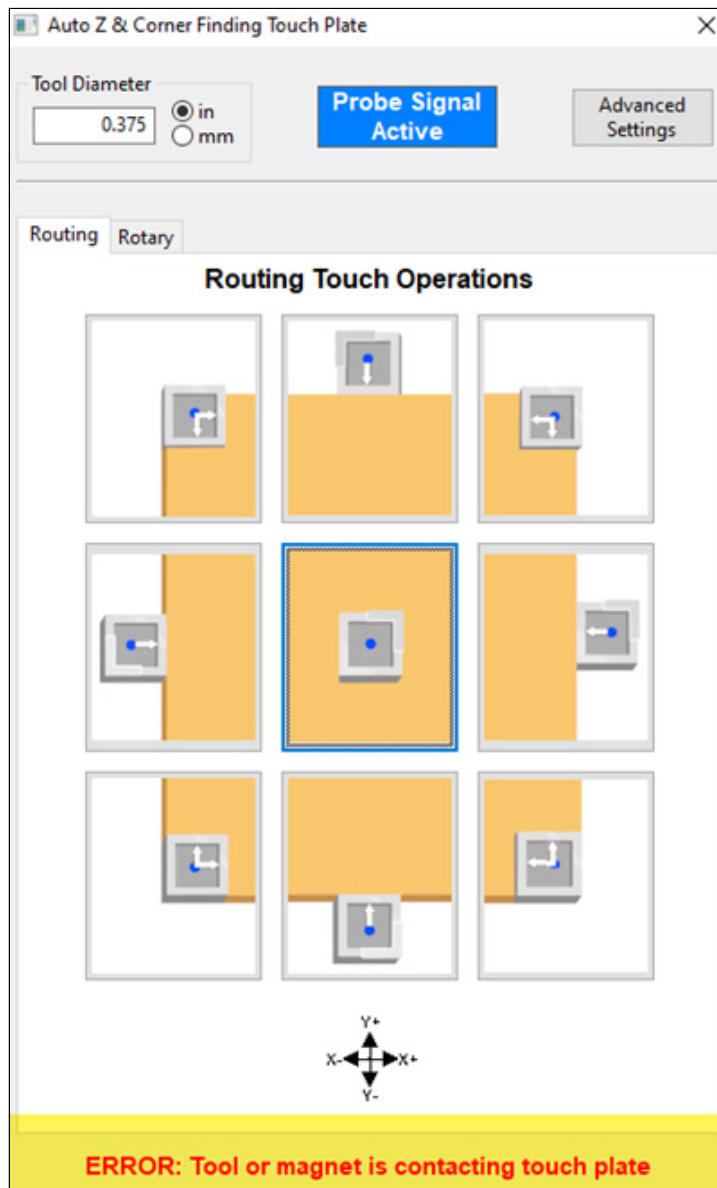 Auto Z & Corner Finding Touch Plate
Tool Diameter
0.375
in
mm
Probe Signal
Active
Advanced
Settings
Routing
Rotary
Routing Touch Operations
Y+
X-
X+
Y-
ERROR: Tool or magnet is contacting touch plate